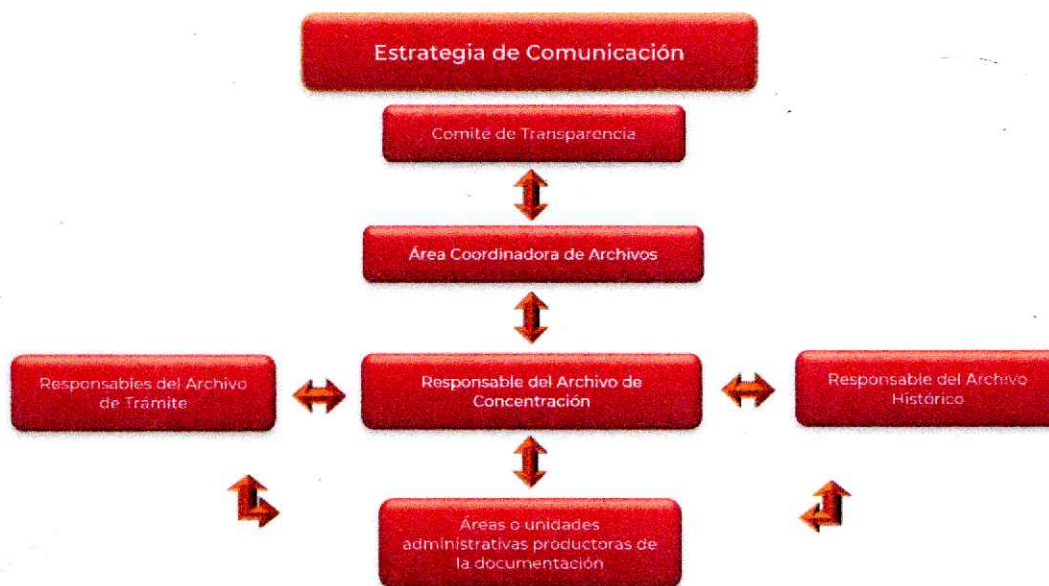 Estrategia de Comunicación
Comité de Transparencia
Área Coordinadora de Archivos
Responsables del Archivo
de Trámite
Responsable del Archivo de
Concentración
Responsable del Archivo
Histórico
Áreas o unidades
administrativas productoras de
la documentación